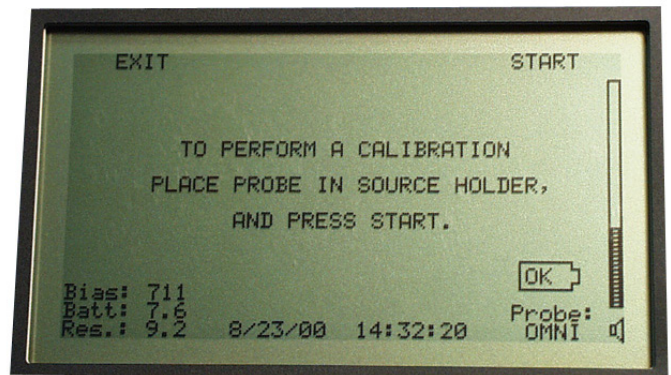 EXIT START
TO PERFORM A CALIBRATION
PLACE PROBE IN SOURCE HOLDER,
AND PRESS START.
OK
Bias: 711
Batt: 7.6
Probe:
Res.: 9.2 8/23/00 14:32:20 OMNI